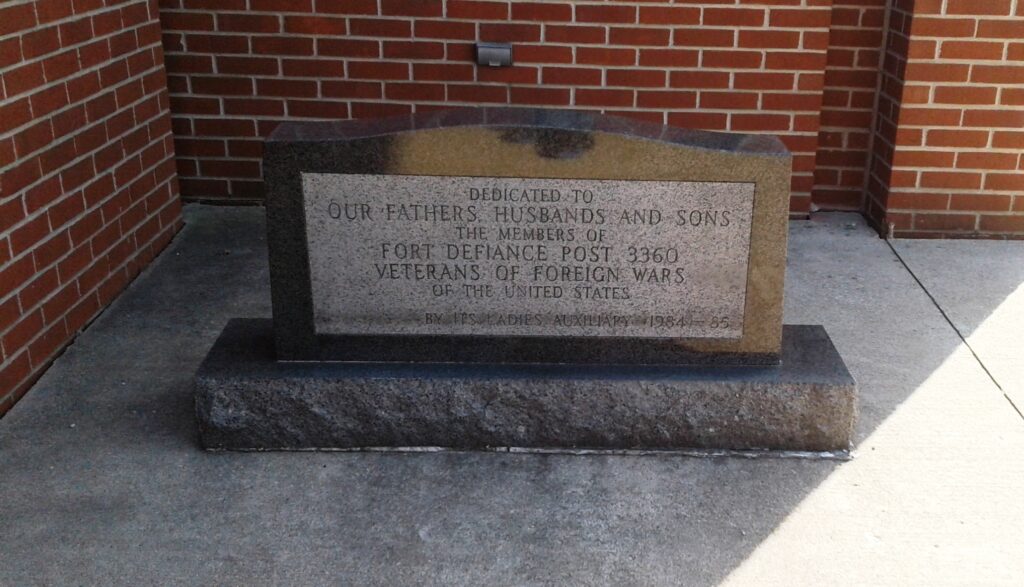 DEDICATED TO
OUR FATHERS, HUSBANDS AND SONS
THE MEMBERS OF
FORT DEFIANCE POST 3360
VETERANS OF FOREIGN WARS
OF THE UNITED STATES
BY ITS LADIES AUXILIARY 1984-85